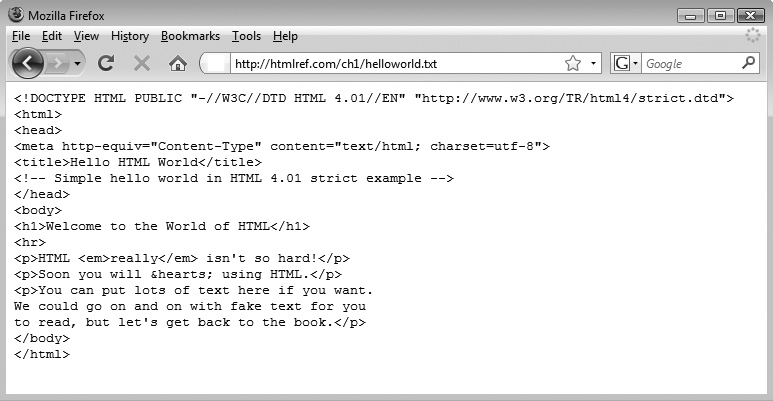 Mozilla Firefox
File Edit View History Bookmarks Tools Help
http://htmlref.com/ch1/helloworld.txt
G Google
<!DOCTYPE HTML PUBLIC "-//W3C//DTD HTML 4.01//EN" "http://www.w3.org/TR/html4/strict.dtd">
<html>
<head>
<meta http-equiv="Content-Type" content="text/html; charset=utf-8">
<title>Hello HTML World</title>
<!-- Simple hello world in HTML 4.01 strict example -->
</head>
<body>
<h1>Welcome to the World of HTML</h1>
<hr>
<p>HTML <em>really</em> isn't so hard!</p>
<p>Soon you will &hearts; using HTML.</p>
<p>You can put lots of text here if you want.
We could go on and on with fake text for you
to read, but let's get back to the book.</p>
</body>
</html>